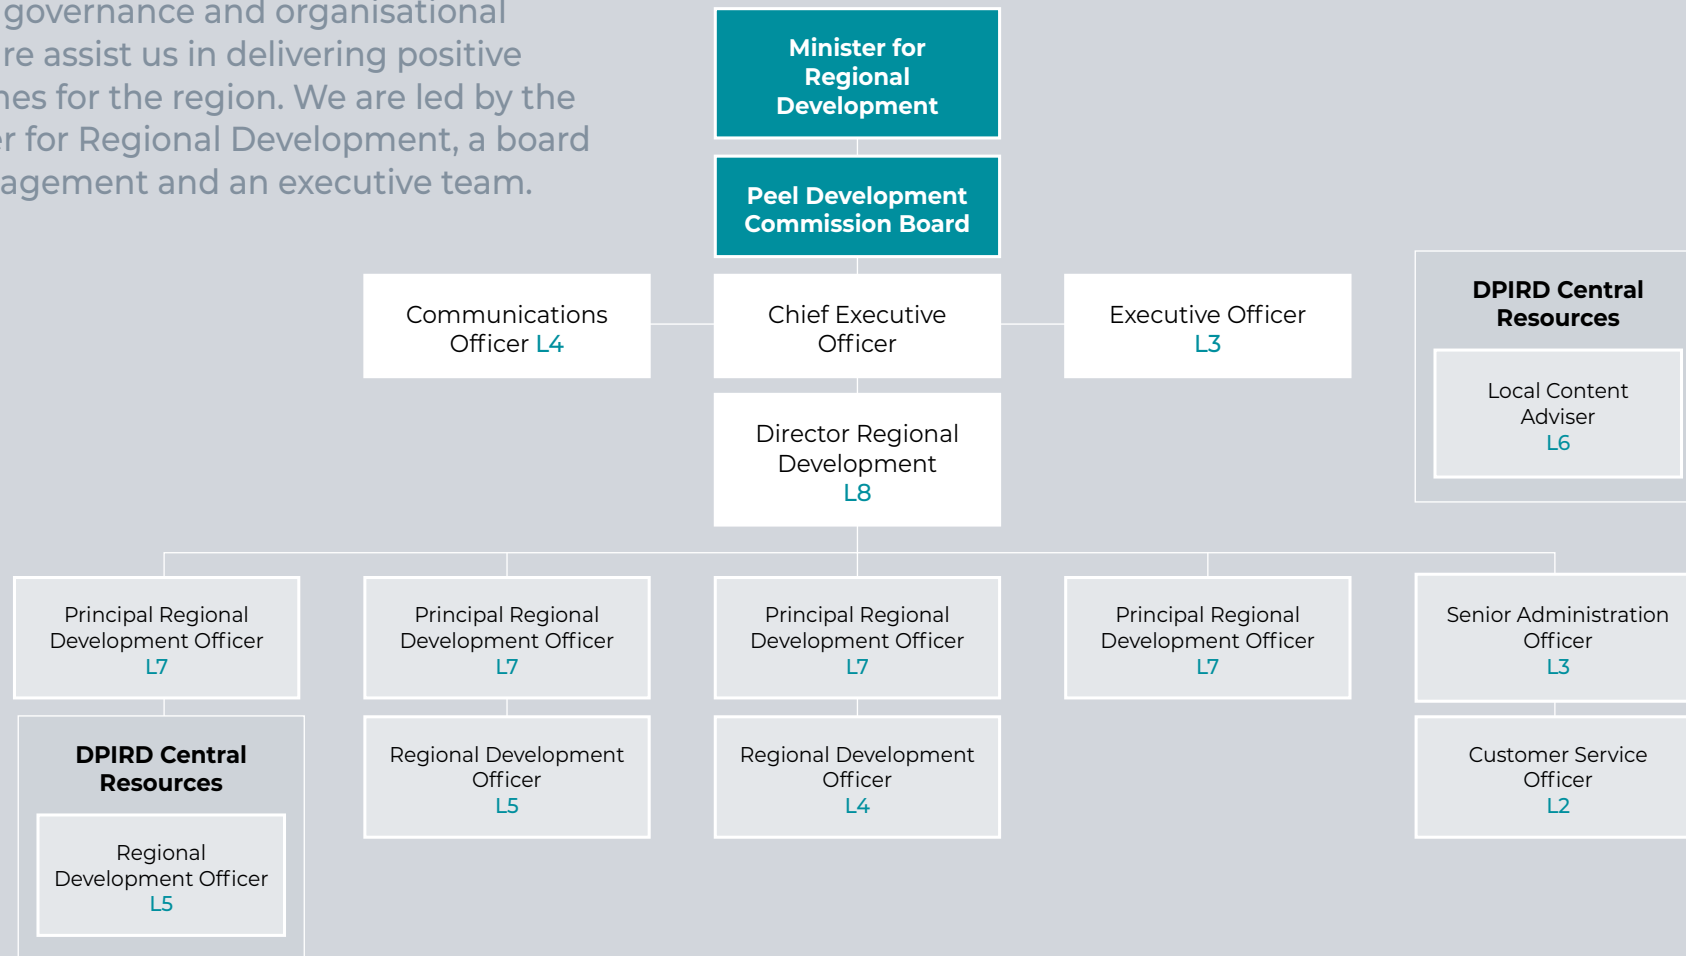 governance and organisational
re assist us in delivering positive
nes for the region. We are led by the
er for Regional Development, a board
agement and an executive team.
Minister for
Regional
Development
Peel Development
Commission Board
Communications
Officer L4
Chief Executive
Officer
Executive Officer
L3
DPIRD Central
Resources
Local Content
Adviser
L6
Director Regional
Development
L8
Principal Regional
Development Officer
L7
Principal Regional
Development Officer
L7
Principal Regional
Development Officer
L7
Principal Regional
Development Officer
L7
Senior Administration
Officer
L3
DPIRD Central
Resources
Regional
Development Officer
L5
Regional Development
Officer
L5
Regional Development
Officer
L4
Customer Service
Officer
L2